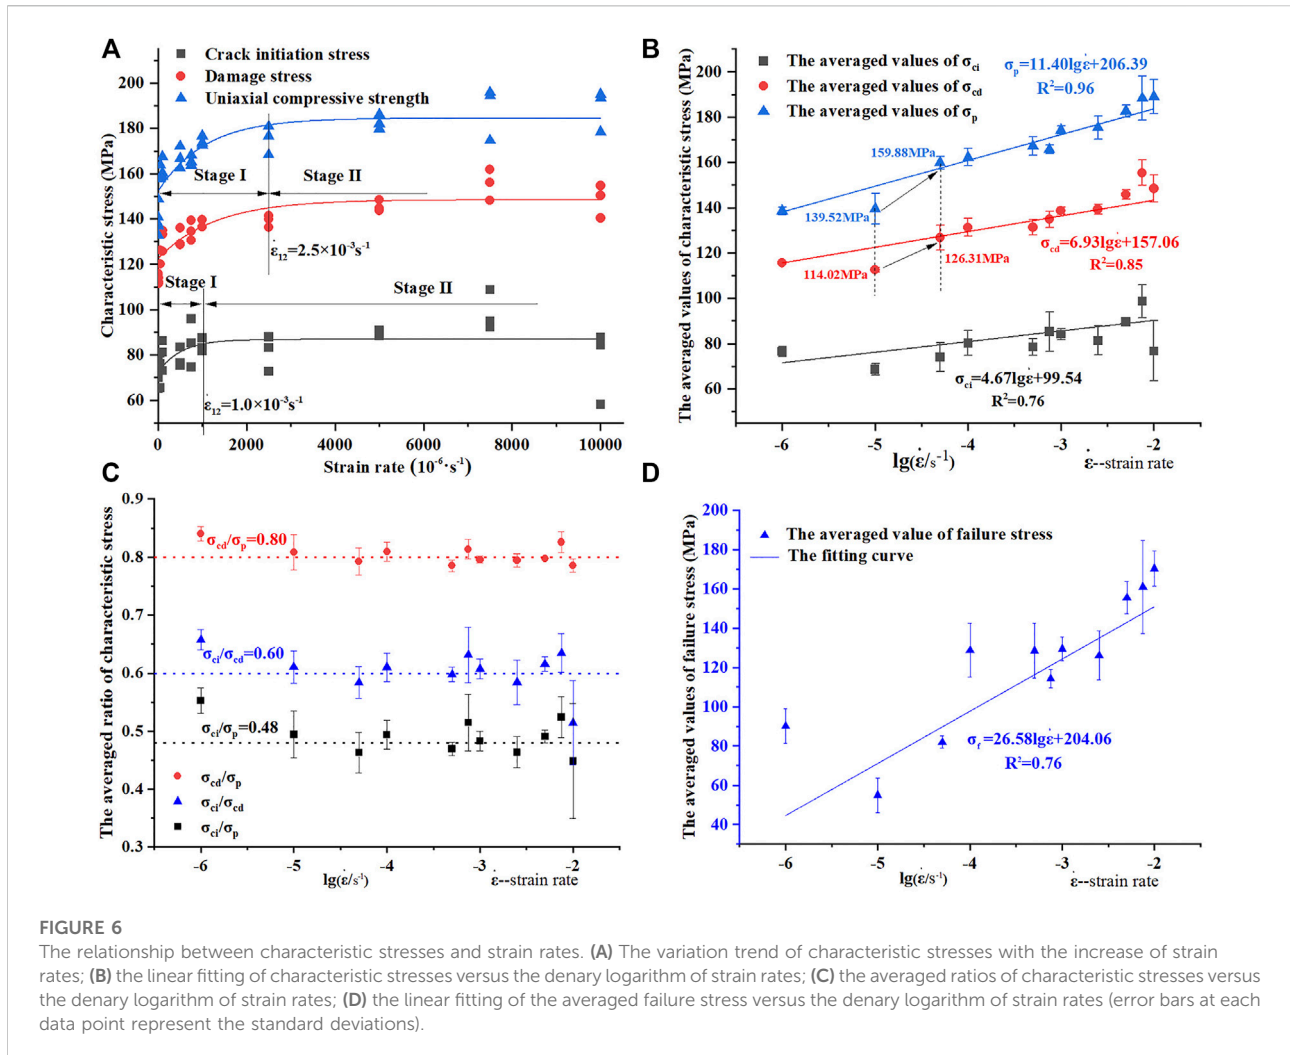 A
Crack initiation stress
Damage stress
Uniaxial compressive strength
Characteristic stress (MPa)
200
180
160
140
120
100
80
60
Stage I
Stage II
ε̇₁₂=2.5×10⁻³s⁻¹
Stage I
Stage II
ε̇₁₂=1.0×10⁻³s⁻¹
0 2000 4000 6000 8000 10000
Strain rate (10⁻⁶·s⁻¹)
B
The averaged values of σci
The averaged values of σcd
The averaged values of σp
The averaged values of characteristic stress (MPa)
200
180
160
140
120
100
80
60
σp=11.40lgε̇+206.39
R²=0.96
159.88MPa
139.52MPa
114.02MPa
126.31MPa
σcd=6.93lgε̇+157.06
R²=0.85
σci=4.67lgε̇+99.54
R²=0.76
-6 -5 -4 -3 -2
lg(ε̇/s⁻¹)
ε̇--strain rate
C
The averaged ratio of characteristic stress
0.9
0.8
0.7
0.6
0.5
0.4
0.3
σcd/σp=0.80
σci/σcd=0.60
σci/σp=0.48
σcd/σp
σci/σcd
σci/σp
-6 -5 -4 -3 -2
lg(ε̇/s⁻¹)
ε̇--strain rate
D
The averaged value of failure stress
The fitting curve
The averaged values of failure stress (MPa)
200
180
160
140
120
100
80
60
40
σf=26.58lgε̇+204.06
R²=0.76
-6 -5 -4 -3 -2
lg(ε̇/s⁻¹)
ε̇--strain rate
FIGURE 6
The relationship between characteristic stresses and strain rates. (A) The variation trend of characteristic stresses with the increase of strain
rates; (B) the linear fitting of characteristic stresses versus the denary logarithm of strain rates; (C) the averaged ratios of characteristic stresses versus
the denary logarithm of strain rates; (D) the linear fitting of the averaged failure stress versus the denary logarithm of strain rates (error bars at each
data point represent the standard deviations).